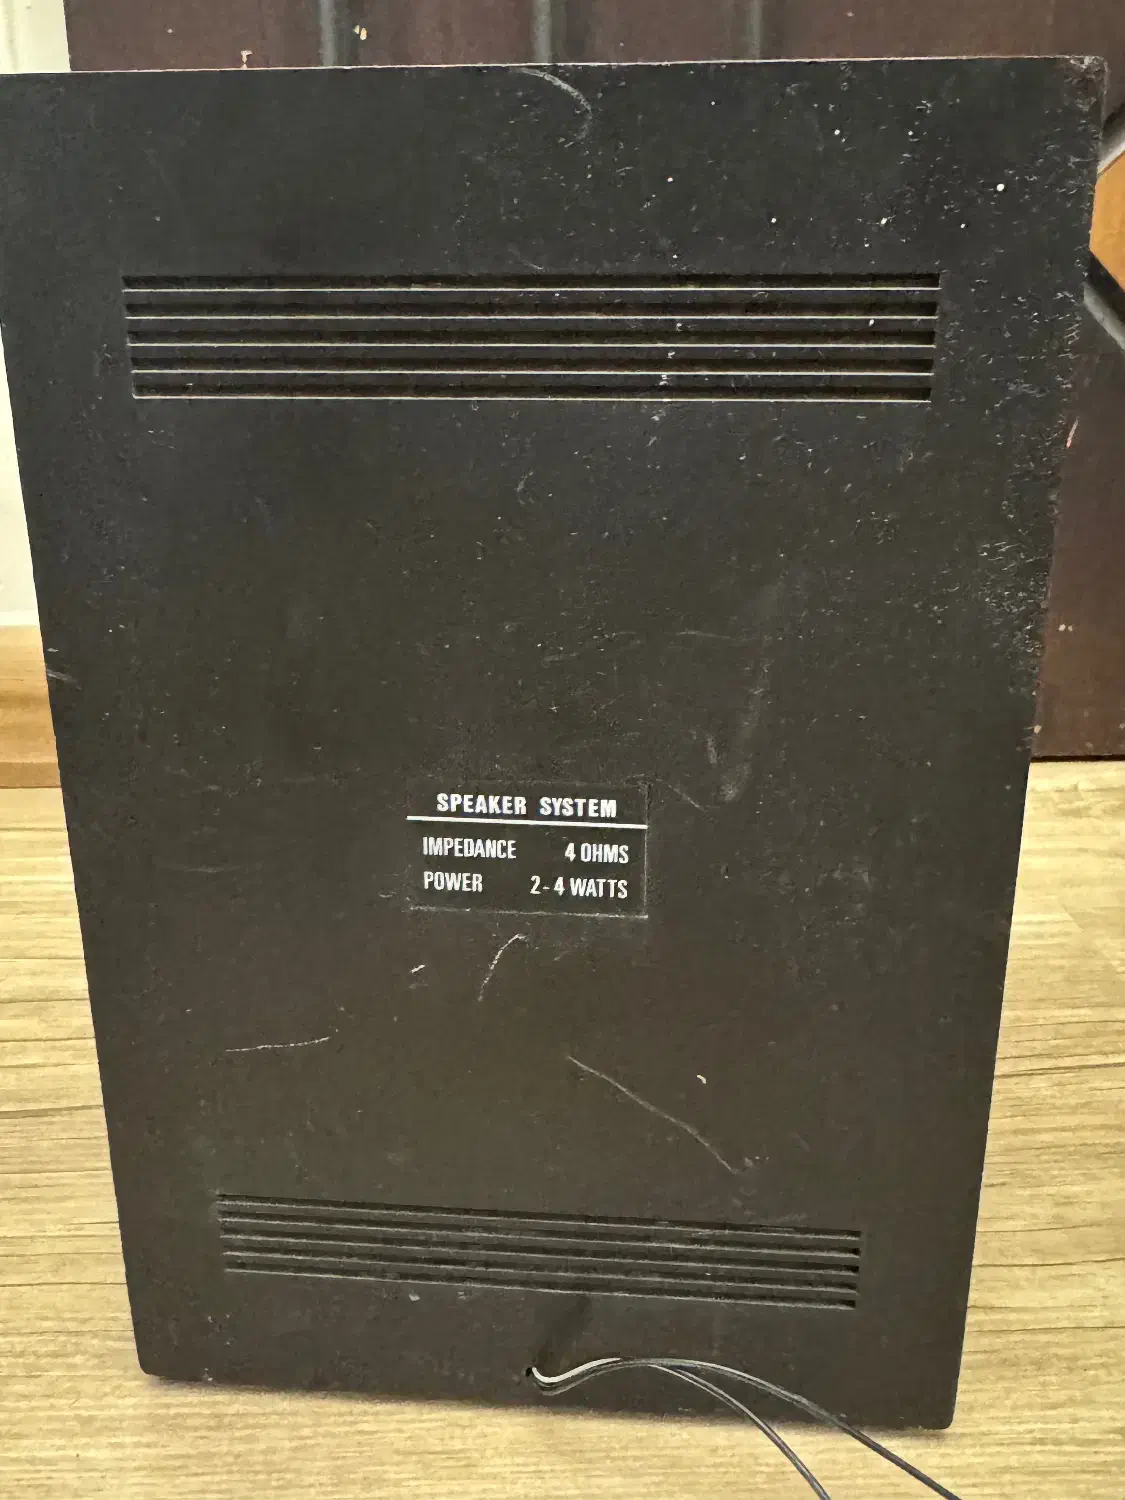 SPEAKER SYSTEM
IMPEDANCE 4 OHMS
POWER 2-4 WATTS